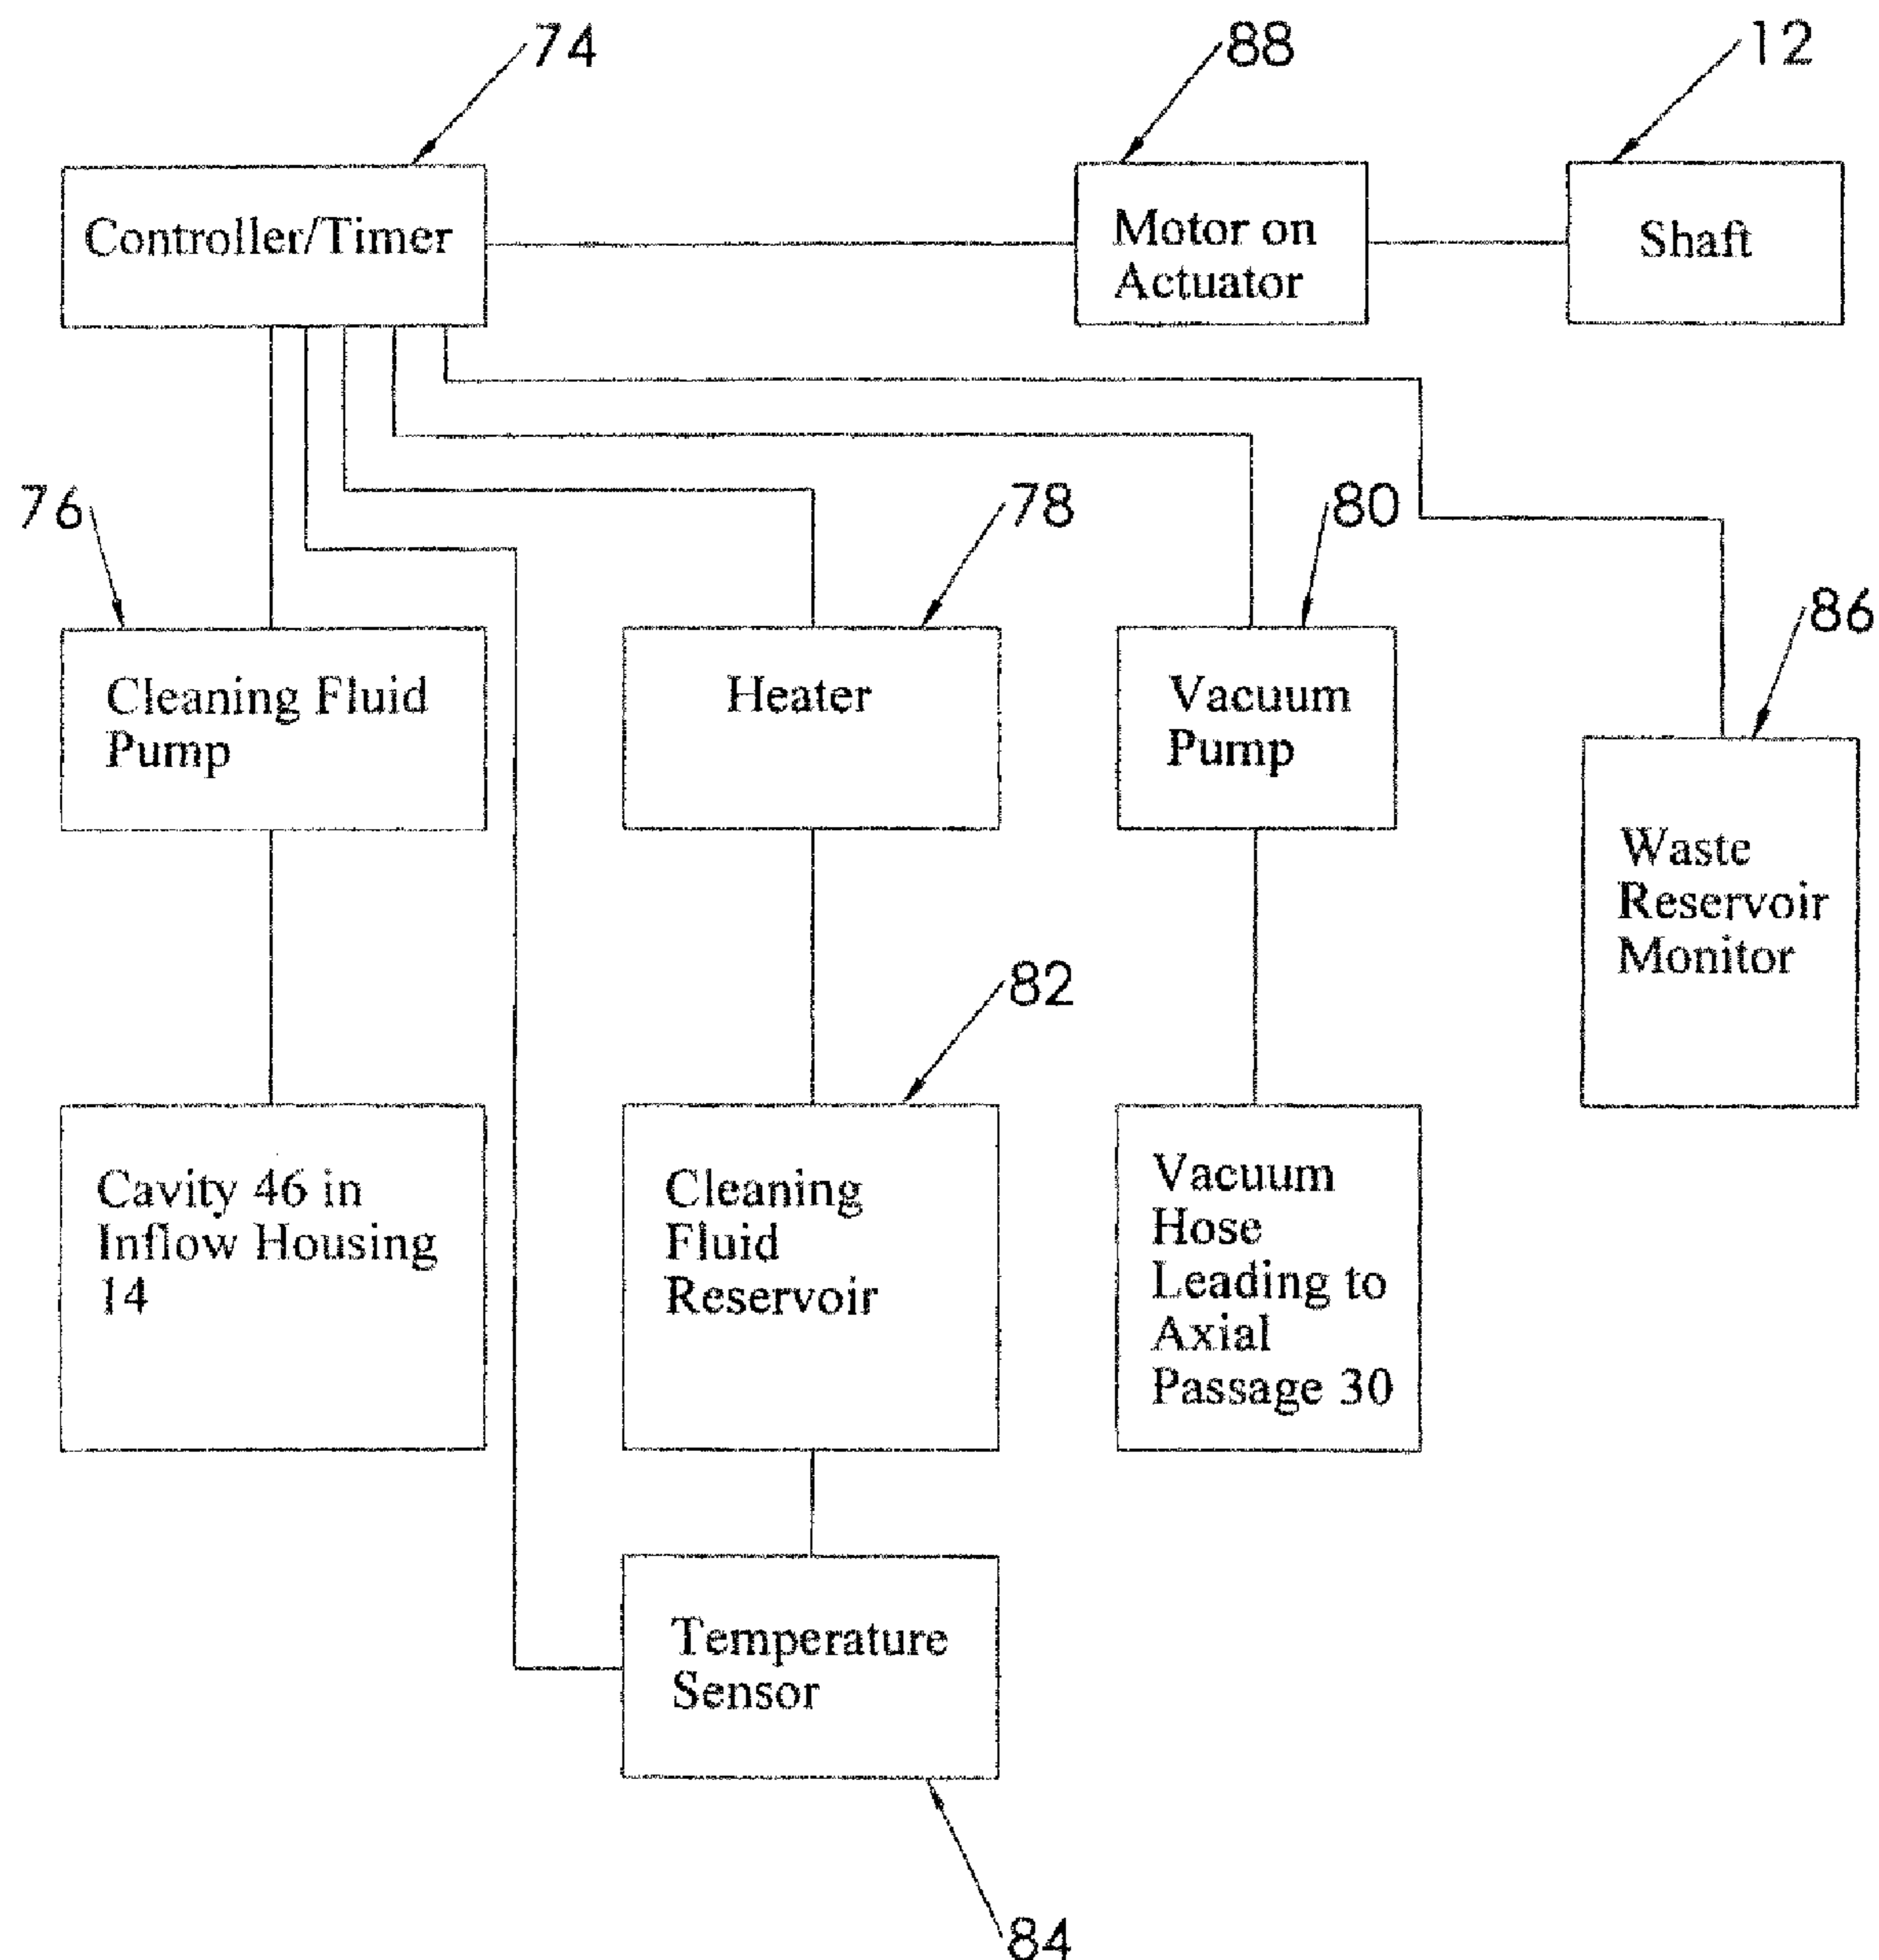 74
88
12
Controller/Timer
Motor on
Actuator
Shaft
76
78
80
86
Cleaning Fluid
Pump
Heater
Vacuum
Pump
Waste
Reservoir
Monitor
82
Cavity 46 in
Inflow Housing
14
Cleaning
Fluid
Reservoir
Vacuum
Hose
Leading to
Axial
Passage 30
Temperature
Sensor
84